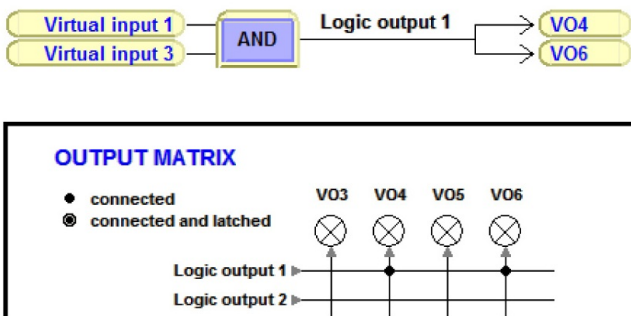 Virtual input 1
Virtual input 3
AND
Logic output 1
VO4
VO6
OUTPUT MATRIX
connected
connected and latched
VO3 VO4 VO5 VO6
Logic output 1
Logic output 2